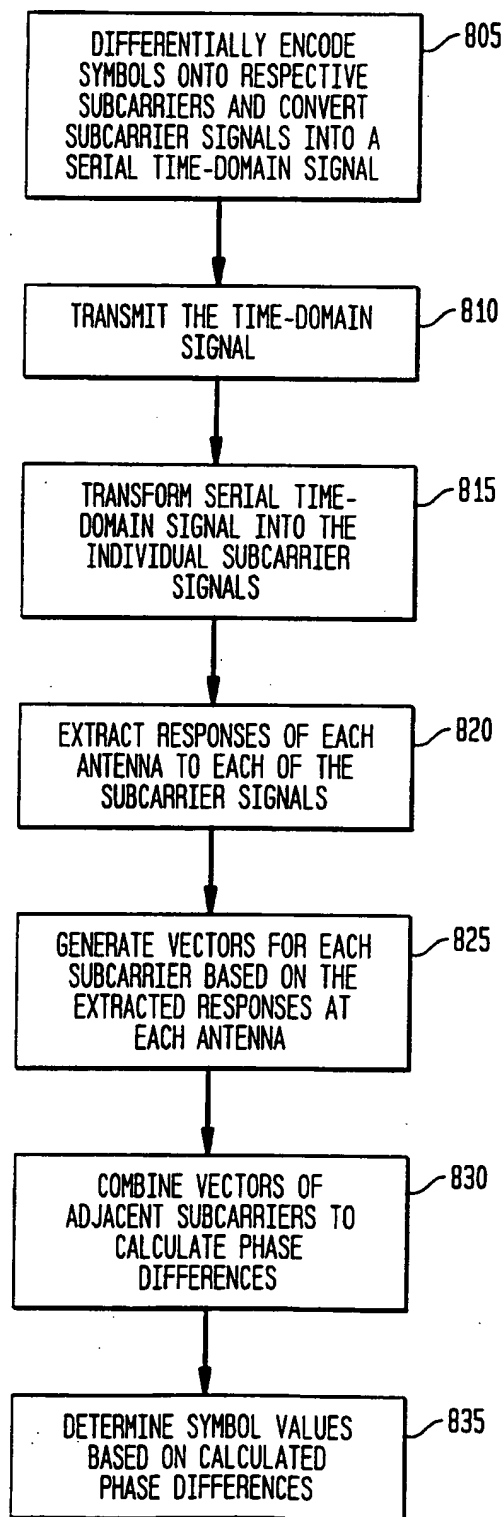 DIFFERENTIALLY ENCODE
SYMBOLS ONTO RESPECTIVE
SUBCARRIERS AND CONVERT
SUBCARRIER SIGNALS INTO A
SERIAL TIME-DOMAIN SIGNAL
805
TRANSMIT THE TIME-DOMAIN
SIGNAL
810
TRANSFORM SERIAL TIME-
DOMAIN SIGNAL INTO THE
INDIVIDUAL SUBCARRIER
SIGNALS
815
EXTRACT RESPONSES OF EACH
ANTENNA TO EACH OF THE
SUBCARRIER SIGNALS
820
GENERATE VECTORS FOR EACH
SUBCARRIER BASED ON THE
EXTRACTED RESPONSES AT
EACH ANTENNA
825
COMBINE VECTORS OF
ADJACENT SUBCARRIERS TO
CALCULATE PHASE
DIFFERENCES
830
DETERMINE SYMBOL VALUES
BASED ON CALCULATED
PHASE DIFFERENCES
835